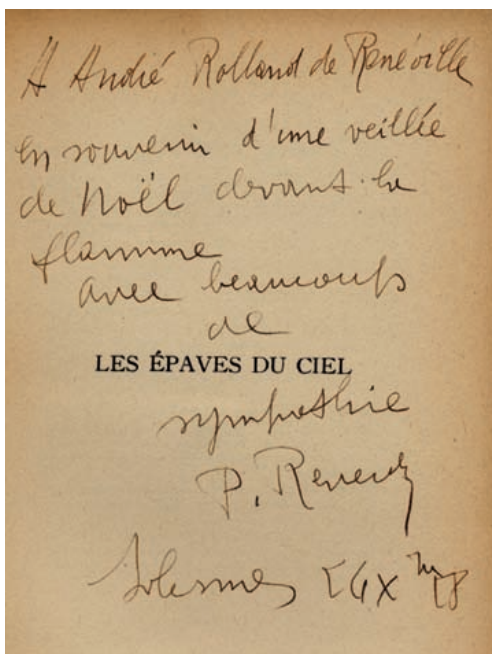 A André Rolland de Renéville
en souvenir d'une veillée
de Noël devant la
flamme
avec beaucoup
de
LES ÉPAVES DU CIEL
sympathie
P. Reverdy
Solesmes